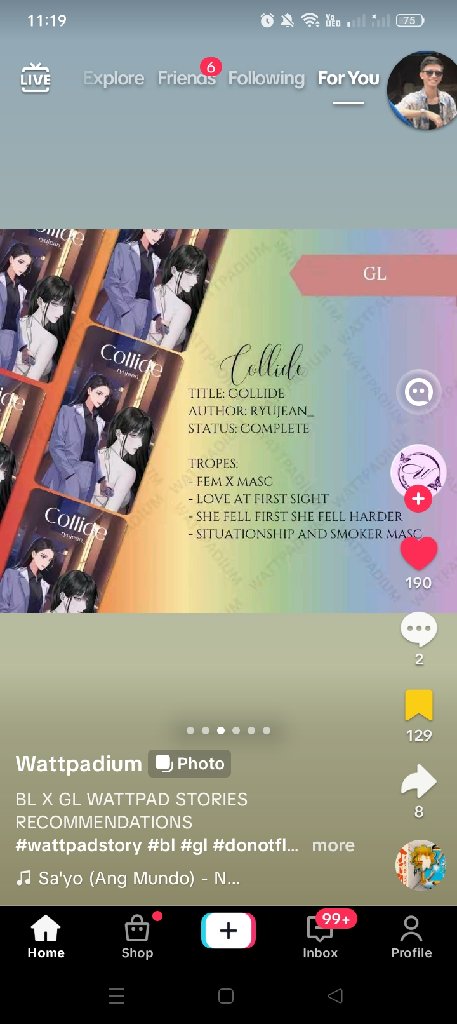 11:19
Vo
LTE
75
LIVE
Explore
Friends
6
Following
For You
GL
Collide
ryujean_
Collide
TITLE: COLLIDE
AUTHOR: RYUJEAN_
STATUS: COMPLETE
TROPES:
- FEM X MASC
- LOVE AT FIRST SIGHT
- SHE FELL FIRST SHE FELL HARDER
- SITUATIONSHIP AND SMOKER MASC
Collide
Collide
WATTPADIUM
190
2
129
8
Wattpadium
Photo
BL X GL WATTPAD STORIES
RECOMMENDATIONS
#wattpadstory #bl #gl #donotfl... more
Sa'yo (Ang Mundo) - N...
Home
Shop
99+
Inbox
Profile